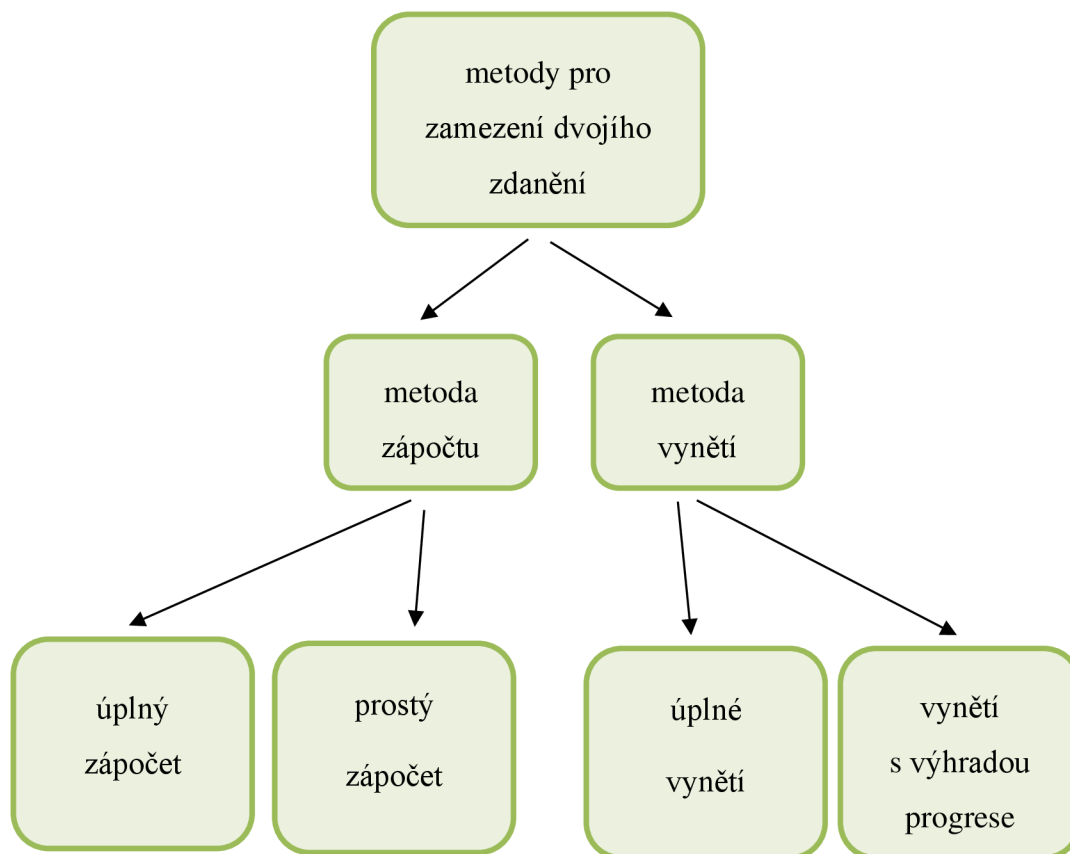 metody pro
zamezení dvojího
zdanění
metoda
zápočtu
metoda
vynětí
úplný
zápočet
prostý
zápočet
úplné
vynětí
vynětí
s výhradou
progrese